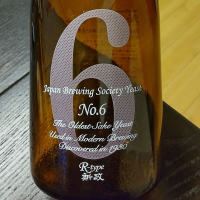 6
Japan Brewing Society Yeast
No.6
The Oldest Sake Yeast
Used in Modern Brewing
Discovered in 1930
R-type
新政